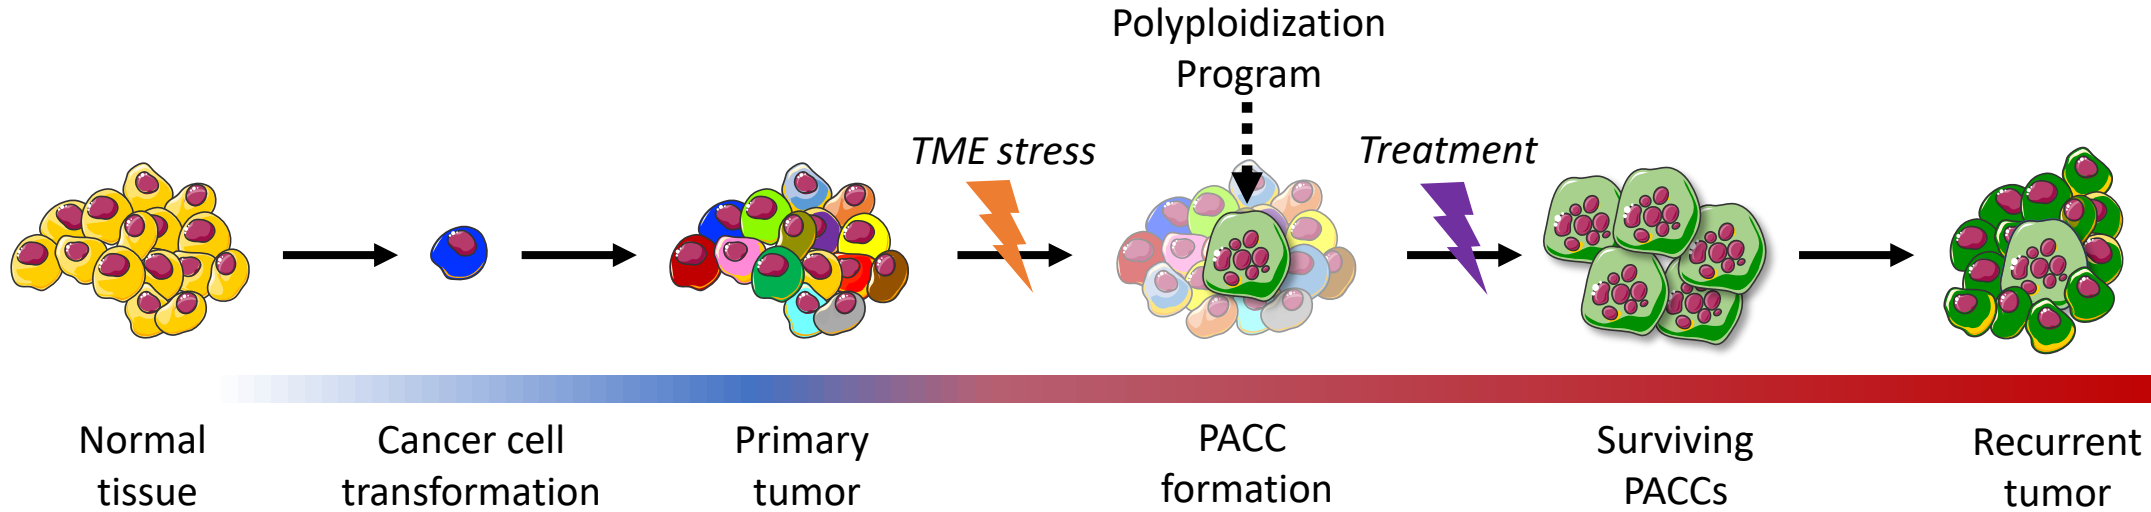 Polyploidization
Program
TME stress
Treatment
Normal
tissue
Cancer cell
transformation
Primary
tumor
PACC
formation
Surviving
PACCs
Recurrent
tumor